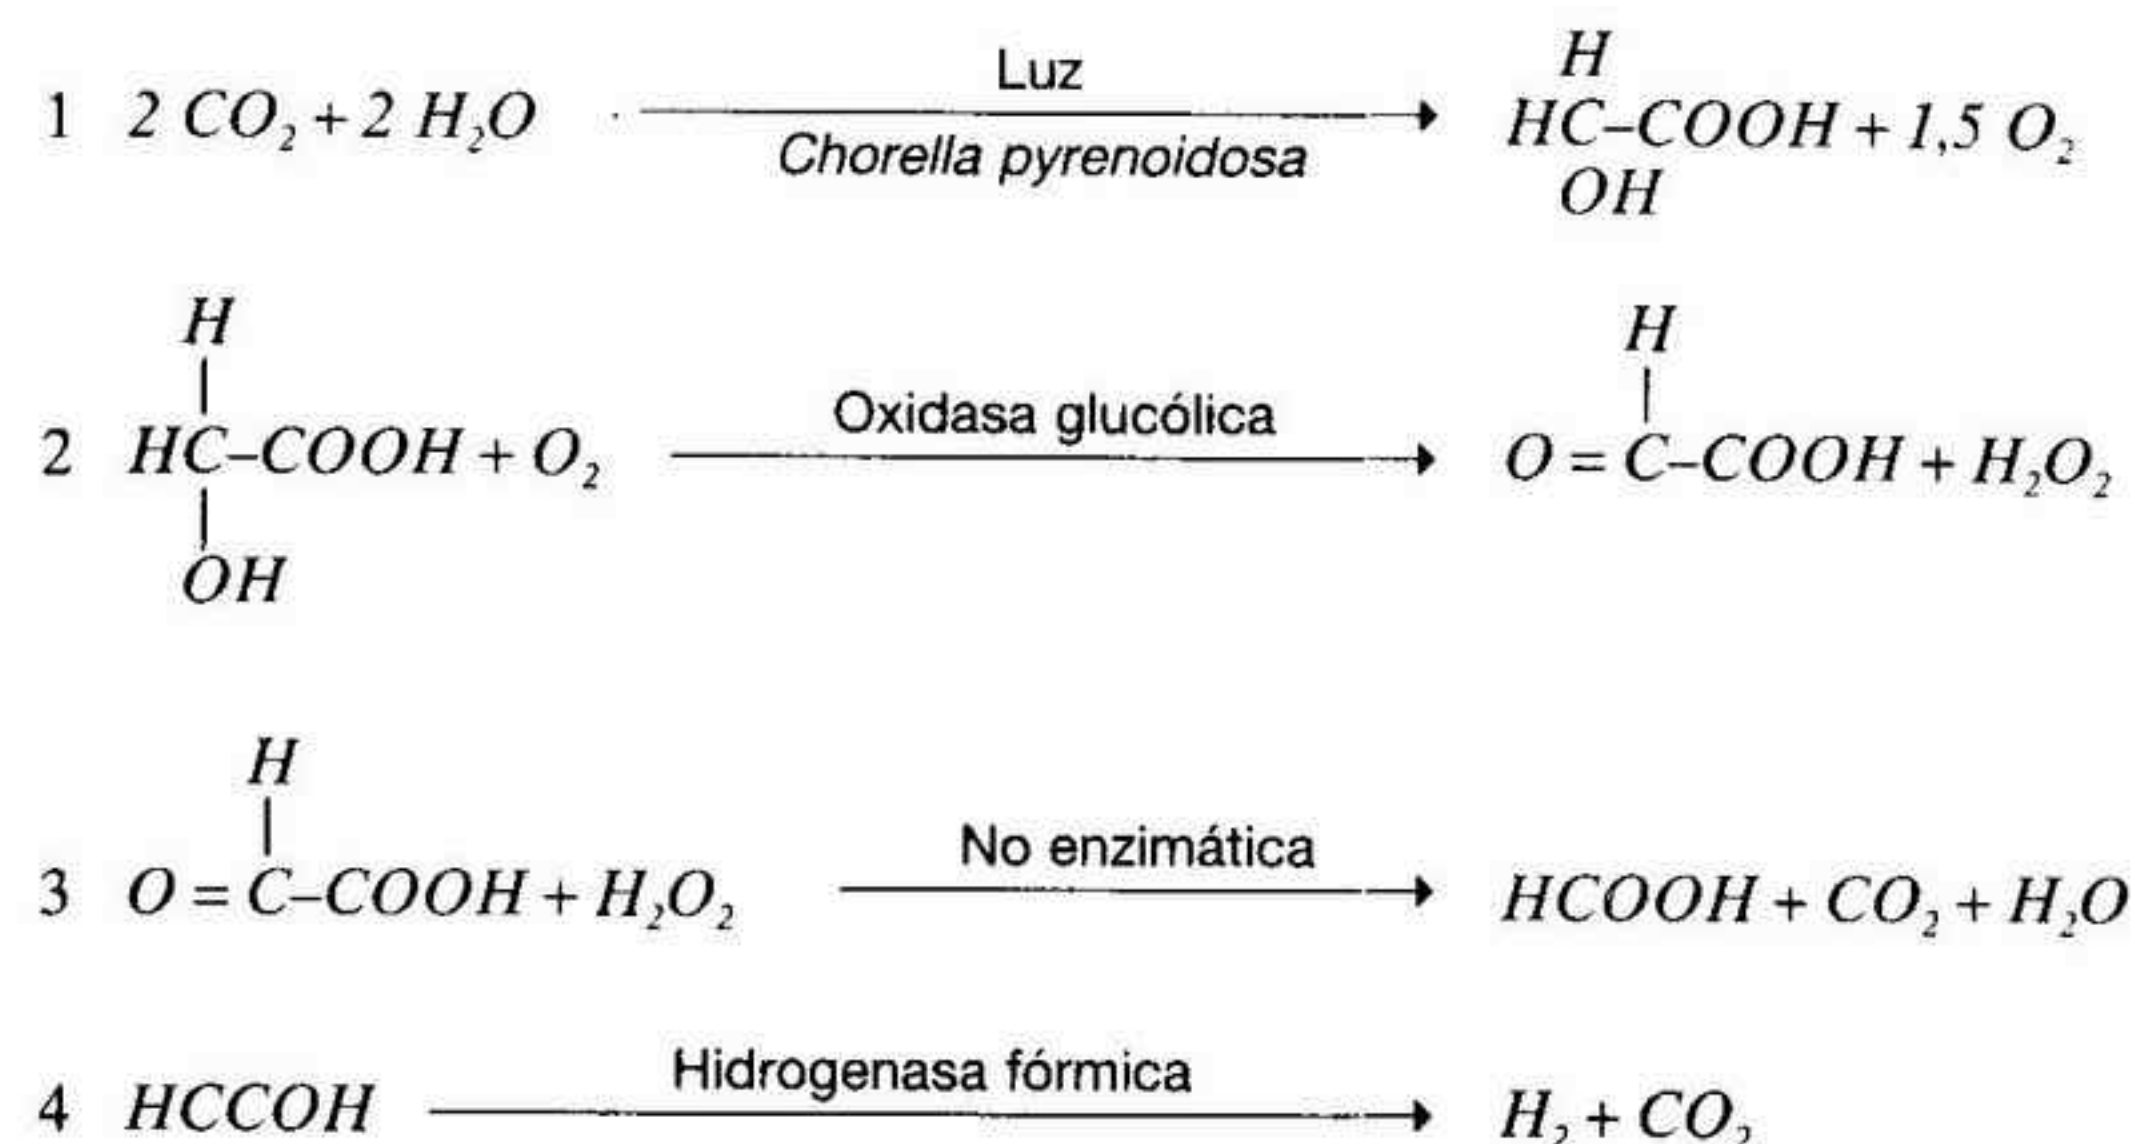 H
1 2 CO₂ + 2 H₂O Luz HC–COOH + 1,5 O₂
Chorella pyrenoidosa OH
H H
2 HC–COOH + O₂ Oxidasa glucólica O = C–COOH + H₂O₂
OH
H
3 O = C–COOH + H₂O₂ No enzimática HCOOH + CO₂ + H₂O
4 HCCOH Hidrogenasa fórmica H₂ + CO₂